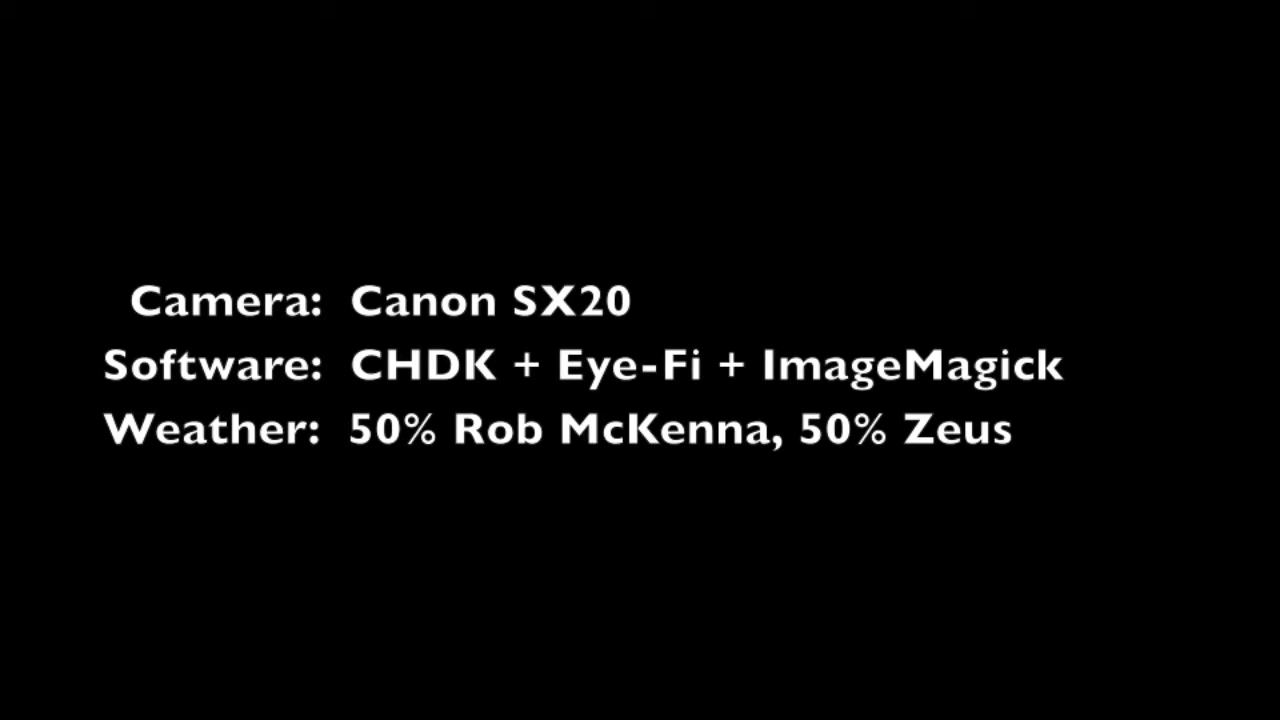 Camera: Canon SX20
Software: CHDK + Eye-Fi + ImageMagick
Weather: 50% Rob McKenna, 50% Zeus